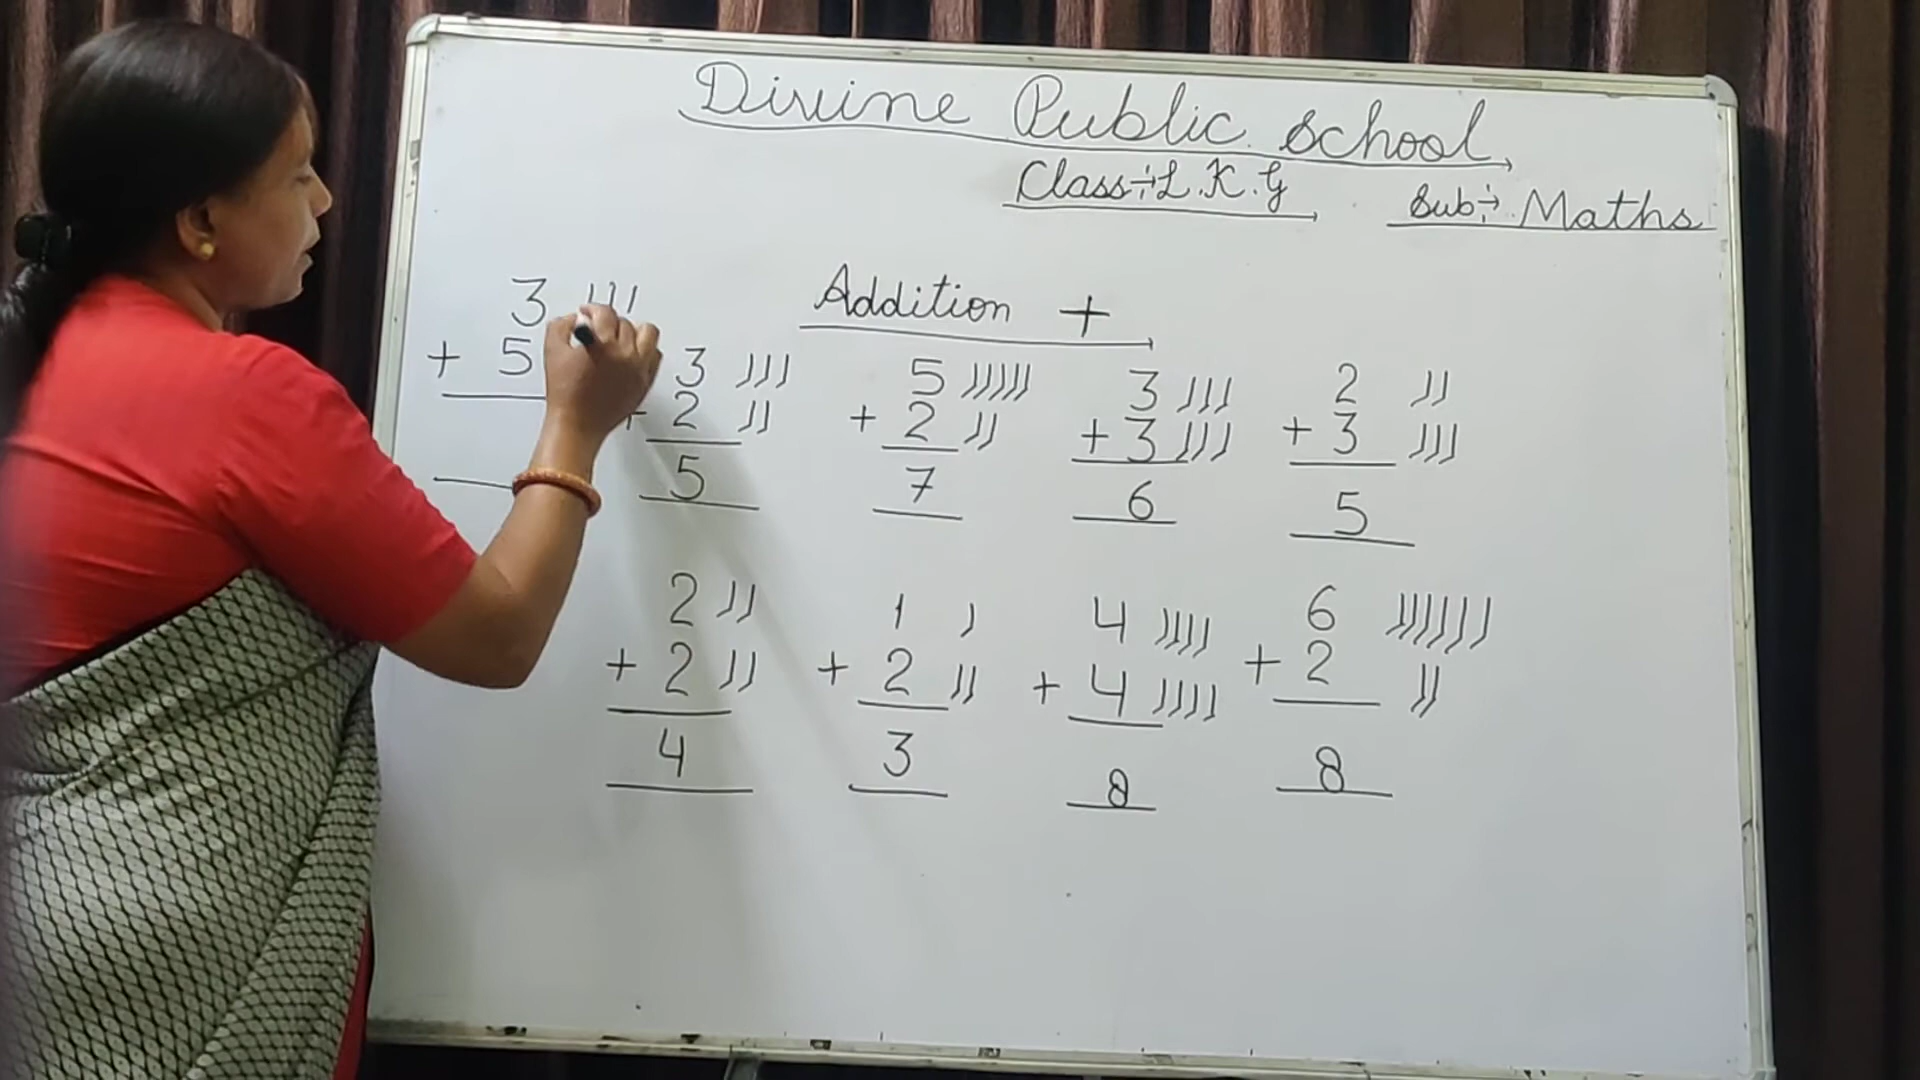 Divine Public School
Class:→ L.K.G Sub:→ Maths
Addition +
3 |||
+ 5
3 ))) 5 ))))) 3 ))) 2 ))
+ 2 )) + 2 )) + 3 ))) + 3 )))
5 7 6 5
2 )) 1 ) 4 )))) 6 ))))))
+ 2 )) + 2 )) + 4 )))) + 2 ))
4 3 8 8